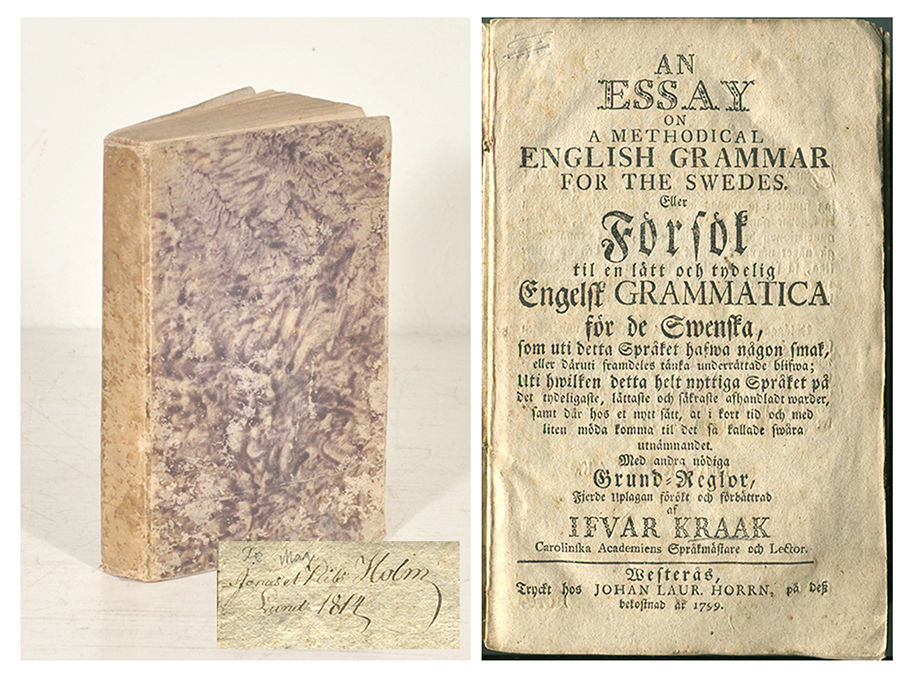 Mag.
et Nils Holm
Lund 1814
AN
ESSAY
ON
A METHODICAL
ENGLISH GRAMMAR
FOR THE SWEDES.
Eller
Försök
til en lätt och tydelig
Engelsk GRAMMATICA
för de Swenska,
som uti detta Språket hafwa någon smak,
eller däruti framdeles tänka underrättade blifwa;
Uti hwilken detta helt nyttiga Språket på
det tydeligaste, lättaste och säkraste afhandladt warder,
samt där hos et nytt sätt, at i kort tid och med
liten möda komma til det så kallade swåra
utnämnandet.
Med andra nödiga
Grund=Reglor,
Fjerde Uplagan förökt och förbättrad
af
IFVAR KRAAK
Carolinska Academiens Språkmästare och Lector.
Westerås,
Tryckt hos JOHAN LAUR. HORRN, på deß
bekostnad år 1799.